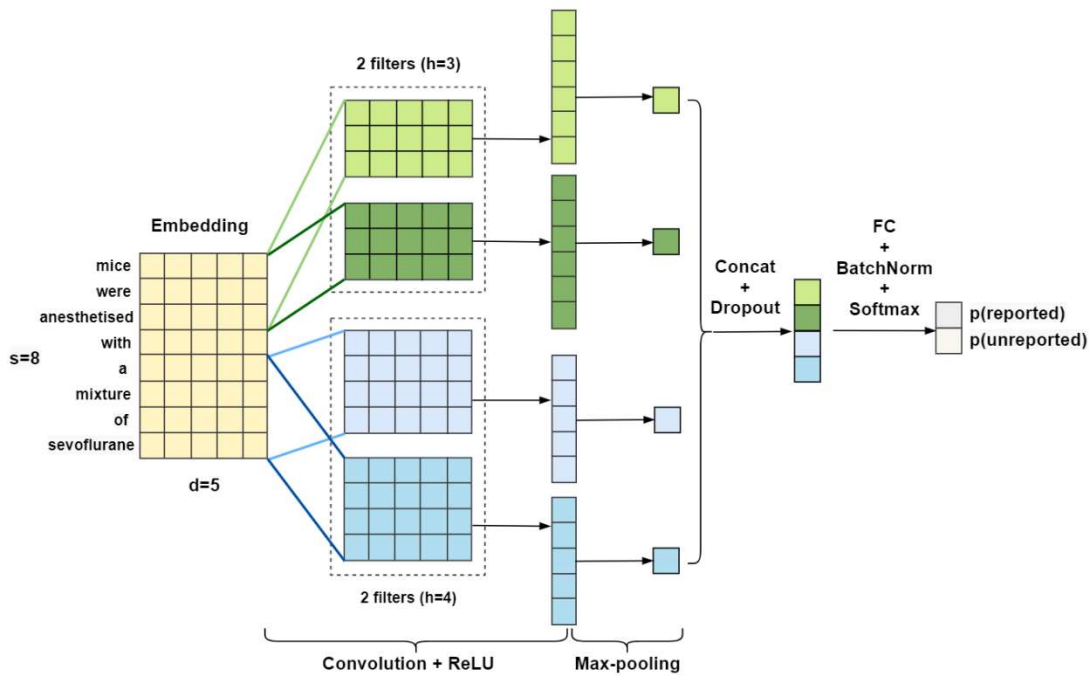 2 filters (h=3)
Embedding
mice
were
anesthetised
with
a
mixture
of
sevoflurane
s=8
d=5
2 filters (h=4)
Convolution + ReLU
Max-pooling
Concat
+
Dropout
FC
+
BatchNorm
+
Softmax
p(reported)
p(unreported)